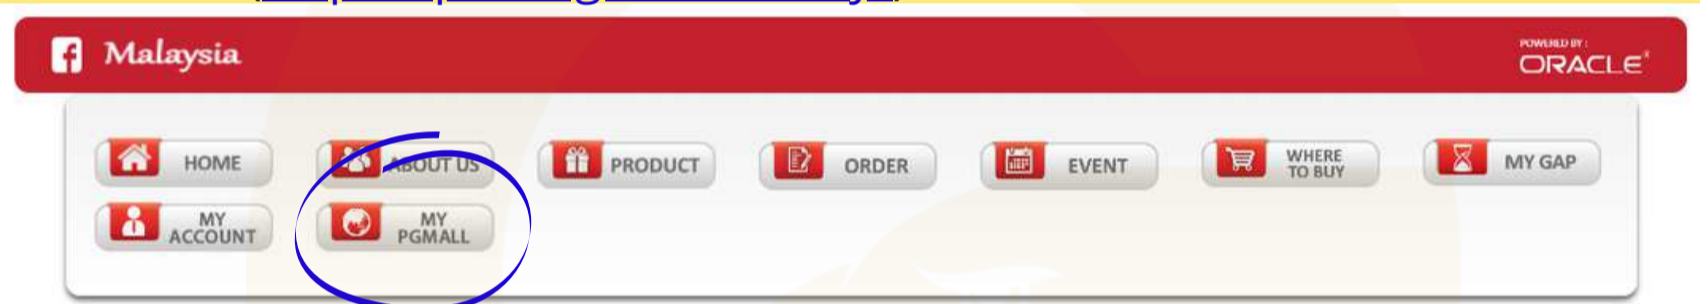 Malaysia
POWERED BY :
ORACLE
HOME
ABOUT US
PRODUCT
ORDER
EVENT
WHERE
TO BUY
MY GAP
MY
ACCOUNT
MY
PGMALL